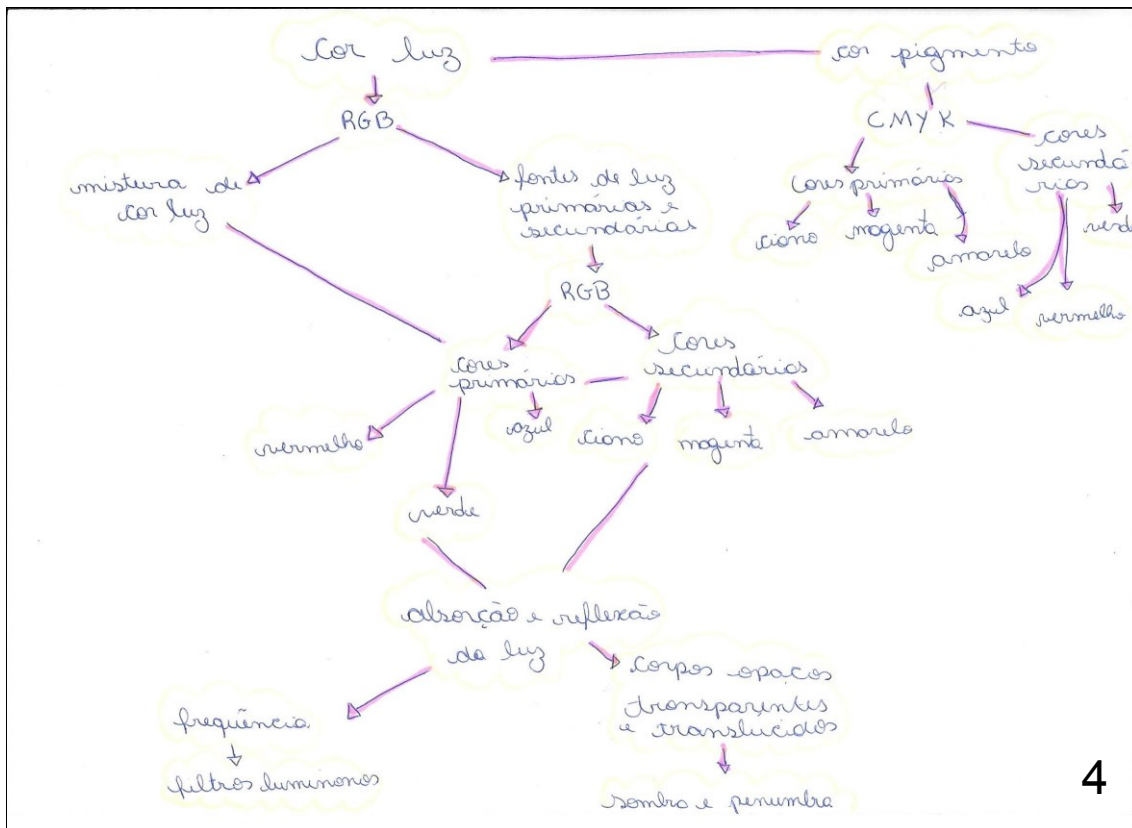 cor luz
cor pigmento
RGB
CMYK
mistura de
cor luz
fontes de luz
primárias e
secundárias
cores primárias
ciano
magenta
amarelo
cores
secundá
rias
verde
azul
vermelho
RGB
cores
primárias
cores
secundárias
vermelho
azul
ciano
magenta
amarelo
verde
absorção e reflexão
da luz
frequência
filtros luminonos
corpos opacos
transparentes
e translúcidos
sombra e penumbra
4